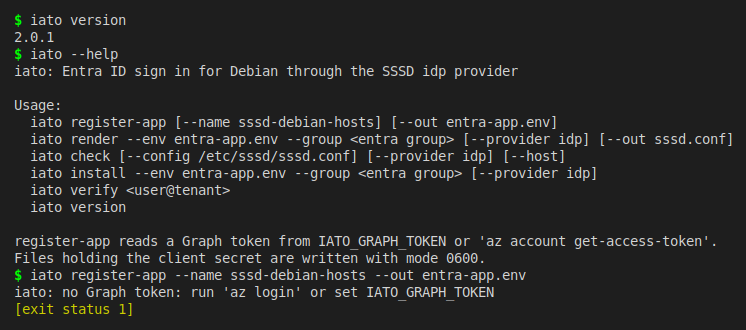 $ iato version
2.0.1
$ iato --help
iato: Entra ID sign in for Debian through the SSSD idp provider
Usage:
iato register-app [--name sssd-debian-hosts] [--out entra-app.env]
iato render --env entra-app.env --group <entra group> [--provider idp] [--out sssd.conf]
iato check [--config /etc/sssd/sssd.conf] [--provider idp] [--host]
iato install --env entra-app.env --group <entra group> [--provider idp]
iato verify <user@tenant>
iato version
register-app reads a Graph token from IATO_GRAPH_TOKEN or 'az account get-access-token'.
Files holding the client secret are written with mode 0600.
$ iato register-app --name sssd-debian-hosts --out entra-app.env
iato: no Graph token: run 'az login' or set IATO_GRAPH_TOKEN
[exit status 1]